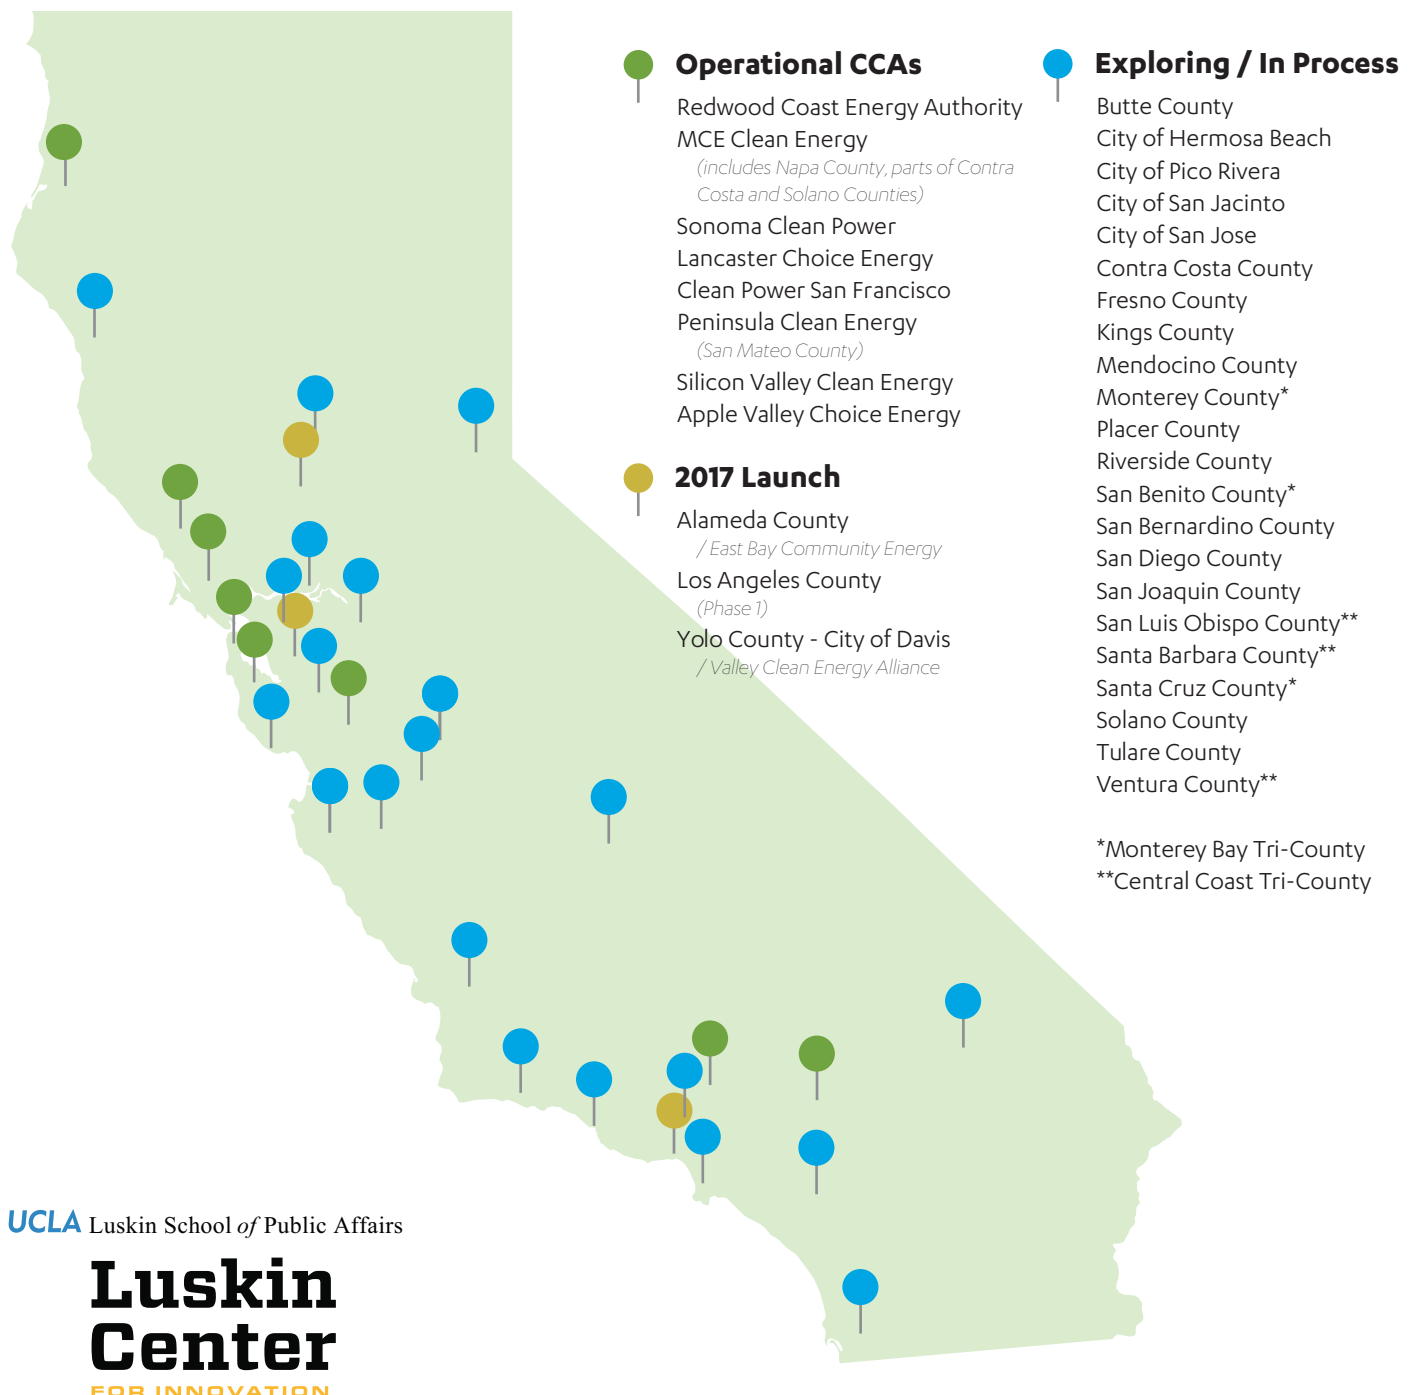 Operational CCAs
Redwood Coast Energy Authority
MCE Clean Energy
(includes Napa County, parts of Contra
Costa and Solano Counties)
Sonoma Clean Power
Lancaster Choice Energy
Clean Power San Francisco
Peninsula Clean Energy
(San Mateo County)
Silicon Valley Clean Energy
Apple Valley Choice Energy
2017 Launch
Alameda County
/ East Bay Community Energy
Los Angeles County
(Phase 1)
Yolo County - City of Davis
/ Valley Clean Energy Alliance
Exploring / In Process
Butte County
City of Hermosa Beach
City of Pico Rivera
City of San Jacinto
City of San Jose
Contra Costa County
Fresno County
Kings County
Mendocino County
Monterey County*
Placer County
Riverside County
San Benito County*
San Bernardino County
San Diego County
San Joaquin County
San Luis Obispo County**
Santa Barbara County**
Santa Cruz County*
Solano County
Tulare County
Ventura County**
*Monterey Bay Tri-County
**Central Coast Tri-County
UCLA Luskin School of Public Affairs
Luskin
Center
FOR INNOVATION